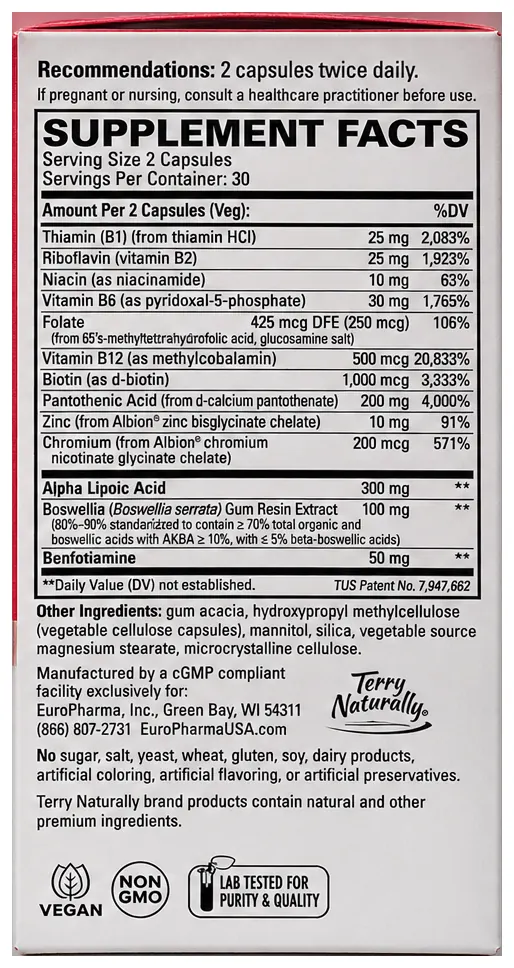 Recommendations: 2 capsules twice daily.
If pregnant or nursing, consult a healthcare practitioner before use.
SUPPLEMENT FACTS
Serving Size 2 Capsules
Servings Per Container: 30
Amount Per 2 Capsules (Veg): %DV
Thiamin (B1) (from thiamin HCl) 25 mg 2,083%
Riboflavin (vitamin B2) 25 mg 1,923%
Niacin (as niacinamide) 10 mg 63%
Vitamin B6 (as pyridoxal-5-phosphate) 30 mg 1,765%
Folate 425 mcg DFE (250 mcg) 106%
(from 65's-methyltetrahydrofolic acid, glucosamine salt)
Vitamin B12 (as methylcobalamin) 500 mcg 20,833%
Biotin (as d-biotin) 1,000 mcg 3,333%
Pantothenic Acid (from d-calcium pantothenate) 200 mg 4,000%
Zinc (from Albion® zinc bisglycinate chelate) 10 mg 91%
Chromium (from Albion® chromium 200 mcg 571%
nicotinate glycinate chelate)
Alpha Lipoic Acid 300 mg **
Boswellia (Boswellia serrata) Gum Resin Extract 100 mg **
(80%–90% standardized to contain ≥ 70% total organic and
boswellic acids with AKBA ≥ 10%, with ≤ 5% beta-boswellic acids)
Benfotiamine 50 mg **
**Daily Value (DV) not established. TUS Patent No. 7,947,662
Other Ingredients: gum acacia, hydroxypropyl methylcellulose
(vegetable cellulose capsules), mannitol, silica, vegetable source
magnesium stearate, microcrystalline cellulose.
Manufactured by a cGMP compliant
facility exclusively for:
EuroPharma, Inc., Green Bay, WI 54311
(866) 807-2731 EuroPharmaUSA.com
Terry
Naturally®
No sugar, salt, yeast, wheat, gluten, soy, dairy products,
artificial coloring, artificial flavoring, or artificial preservatives.
Terry Naturally brand products contain natural and other
premium ingredients.
VEGAN
NON
GMO
LAB TESTED FOR
PURITY & QUALITY